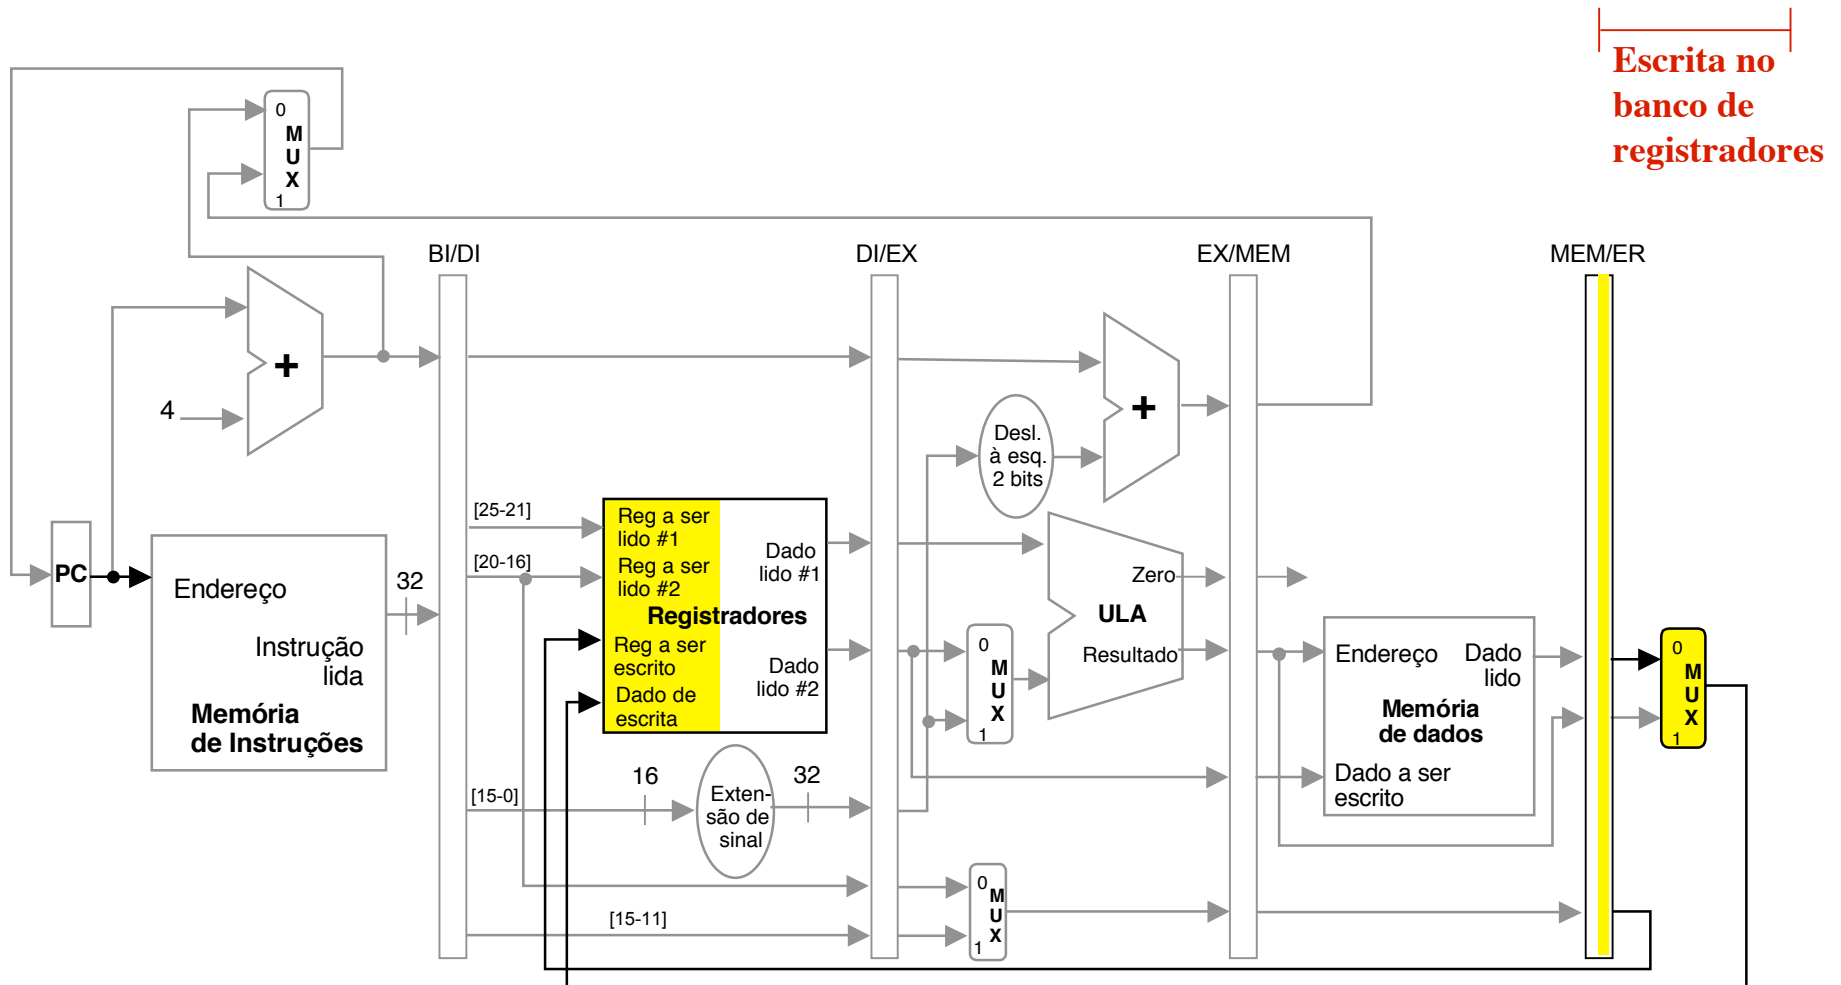 Escrita no
banco de
registradores
0
M
U
X
1
BI/DI
DI/EX
EX/MEM
MEM/ER
+
4
+
Desl.
à esq.
2 bits
PC
Endereço
Instrução
lida
Memória
de Instruções
32
[25-21]
[20-16]
[15-0]
[15-11]
Reg a ser
lido #1
Reg a ser
lido #2
Registradores
Reg a ser
escrito
Dado de
escrita
Dado
lido #1
Dado
lido #2
16
Exten-
são de
sinal
32
0
M
U
X
1
Zero
ULA
Resultado
0
M
U
X
1
Endereço
Dado
lido
Memória
de dados
Dado a ser
escrito
0
M
U
X
1